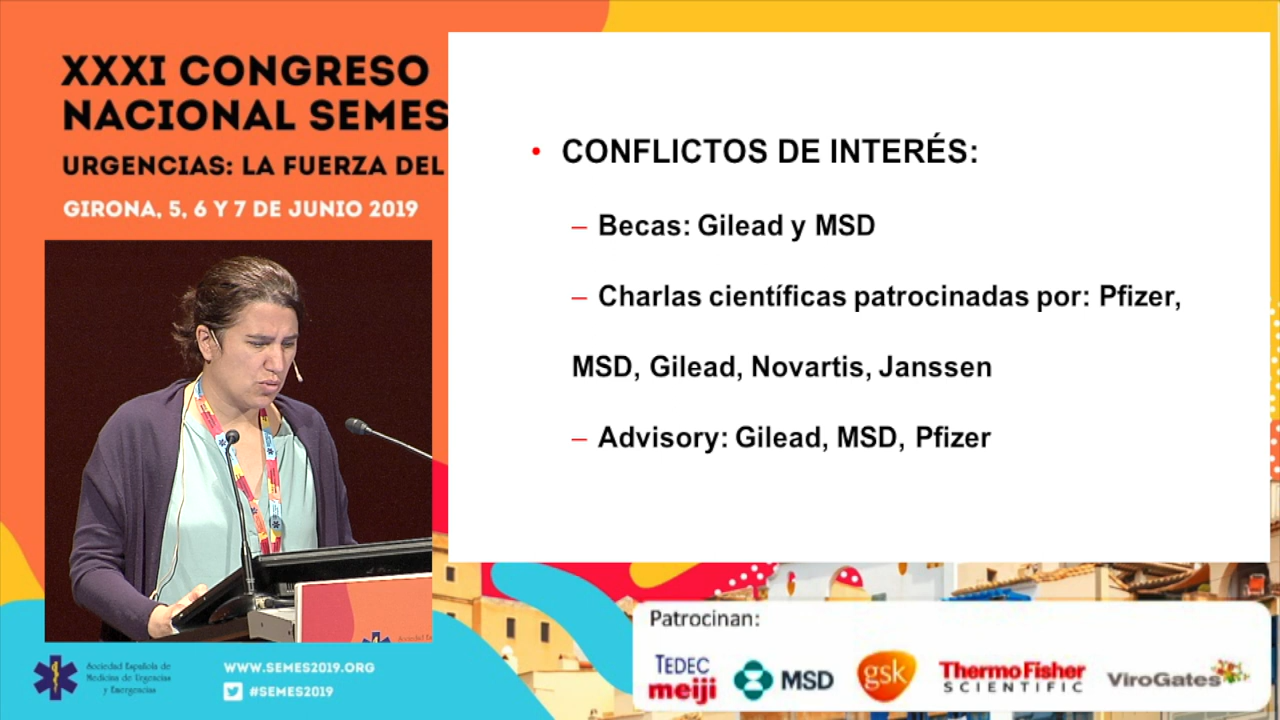 XXXI CONGRESO
NACIONAL SEMES
URGENCIAS: LA FUERZA DEL
GIRONA, 5, 6 Y 7 DE JUNIO 2019
• CONFLICTOS DE INTERÉS:
– Becas: Gilead y MSD
– Charlas científicas patrocinadas por: Pfizer,
MSD, Gilead, Novartis, Janssen
– Advisory: Gilead, MSD, Pfizer
Sociedad Española de
Medicina de Urgencias
y Emergencias
WWW.SEMES2019.ORG
#SEMES2019
Patrocinan:
TEDEC
meiji
MSD
gsk
ThermoFisher
SCIENTIFIC
ViroGates